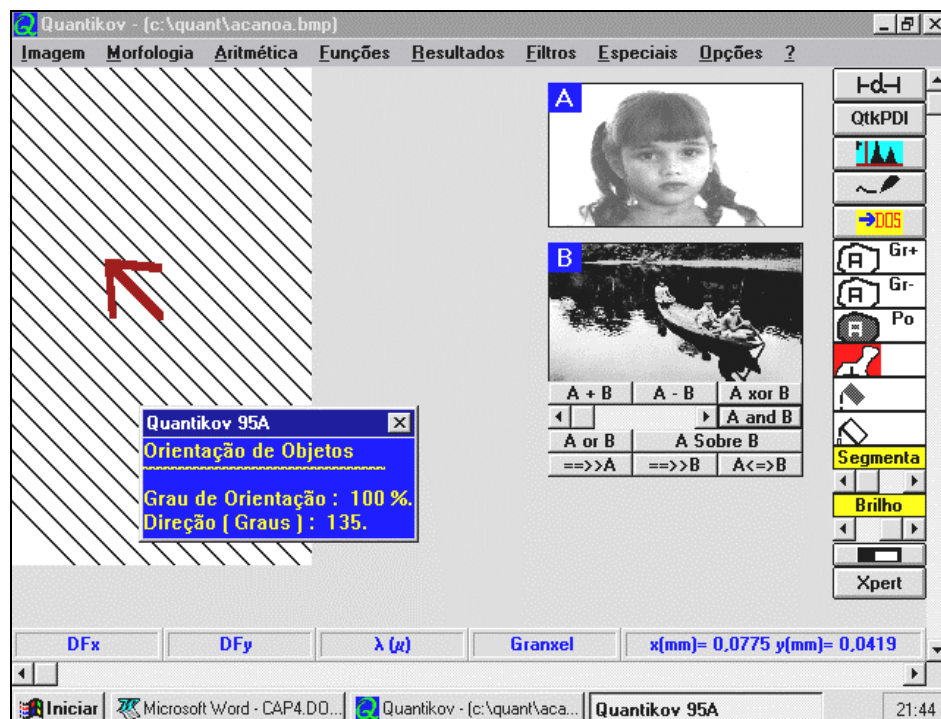 Quantikov - (c:\quant\acanoa.bmp)
Imagem Morfologia Aritmética Funções Resultados Filtros Especiais Opções ?
A
B
A + B A - B A xor B
A and B
A or B A Sobre B
==>>A ==>>B A<=>B
Quantikov 95A
Orientação de Objetos
Grau de Orientação : 100 %.
Direção ( Graus ) : 135.
⊢d⊣
QtkPDI
➔DOS
A Gr+
A Gr-
A Po
Segmenta
Brilho
Xpert
DFx DFy λ (μ) Granxel x(mm)= 0,0775 y(mm)= 0,0419
Iniciar Microsoft Word - CAP4.DO... Quantikov - (c:\quant\aca... Quantikov 95A 21:44